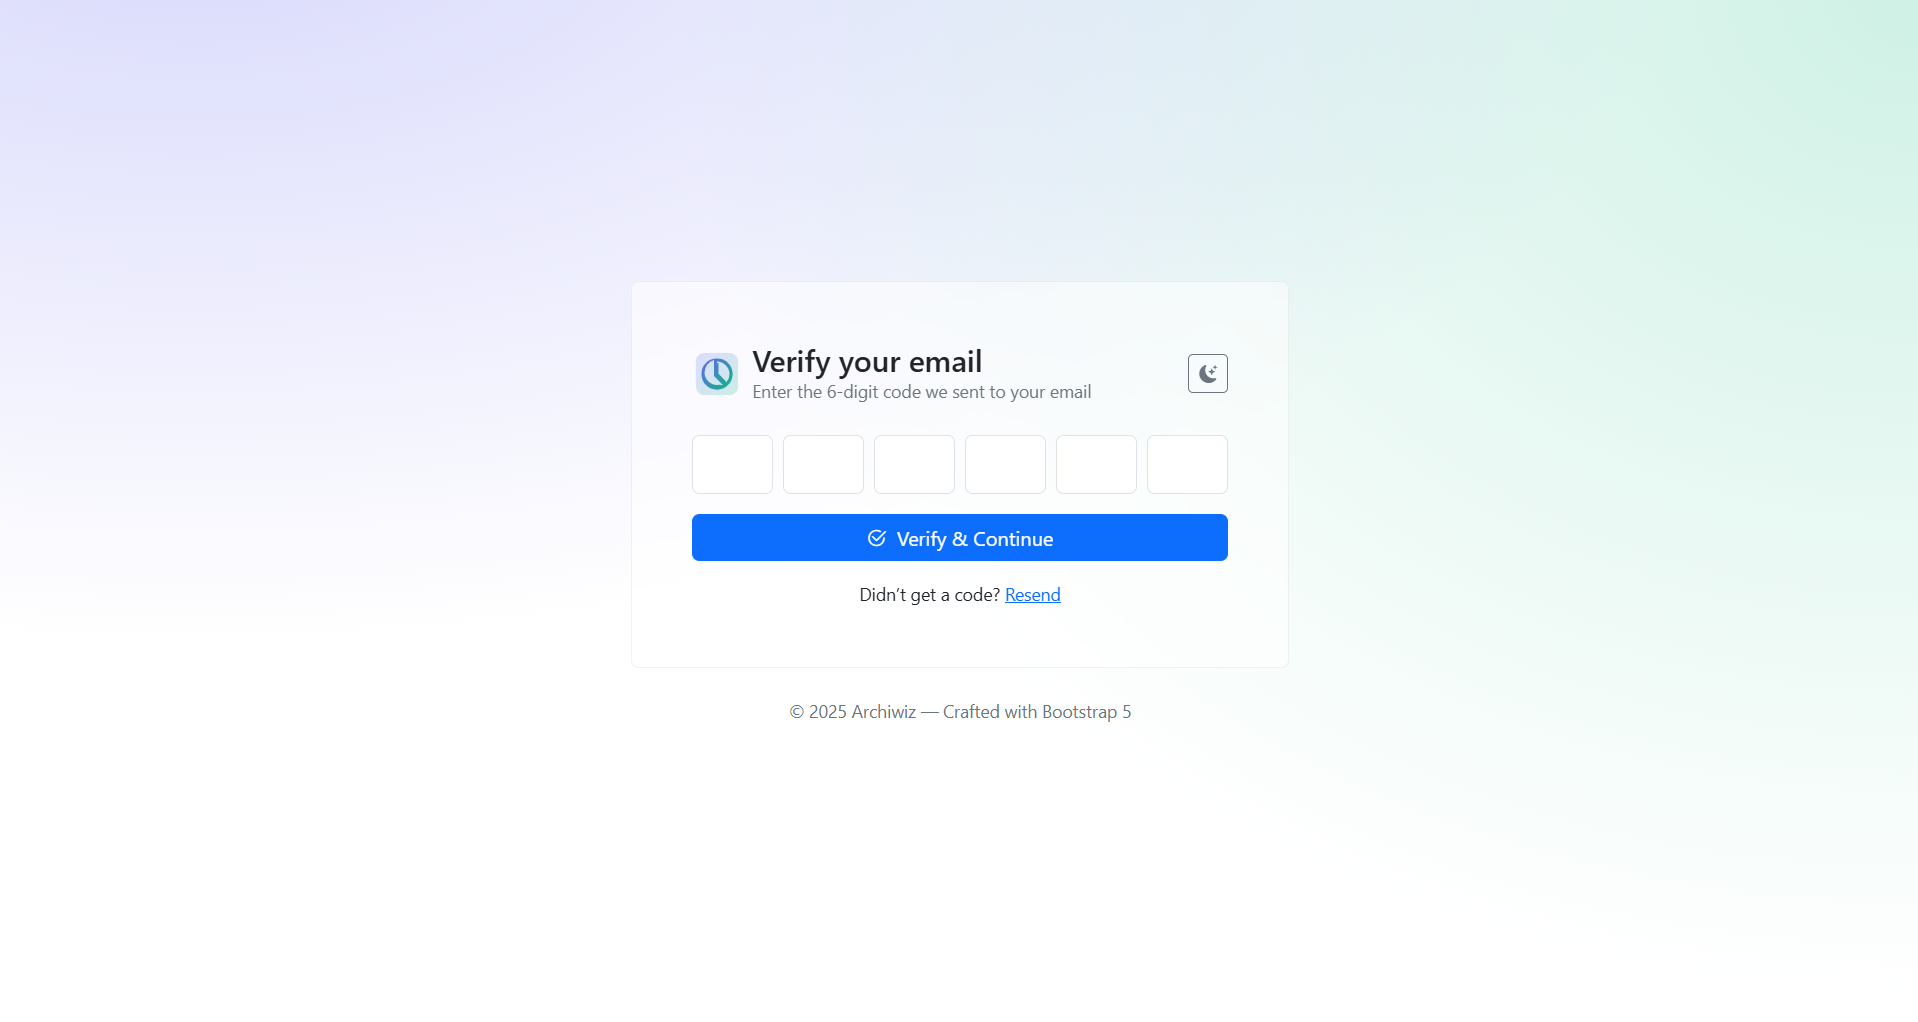 Verify your email
Enter the 6-digit code we sent to your email
Verify & Continue
Didn’t get a code? Resend
© 2025 Archiwiz — Crafted with Bootstrap 5